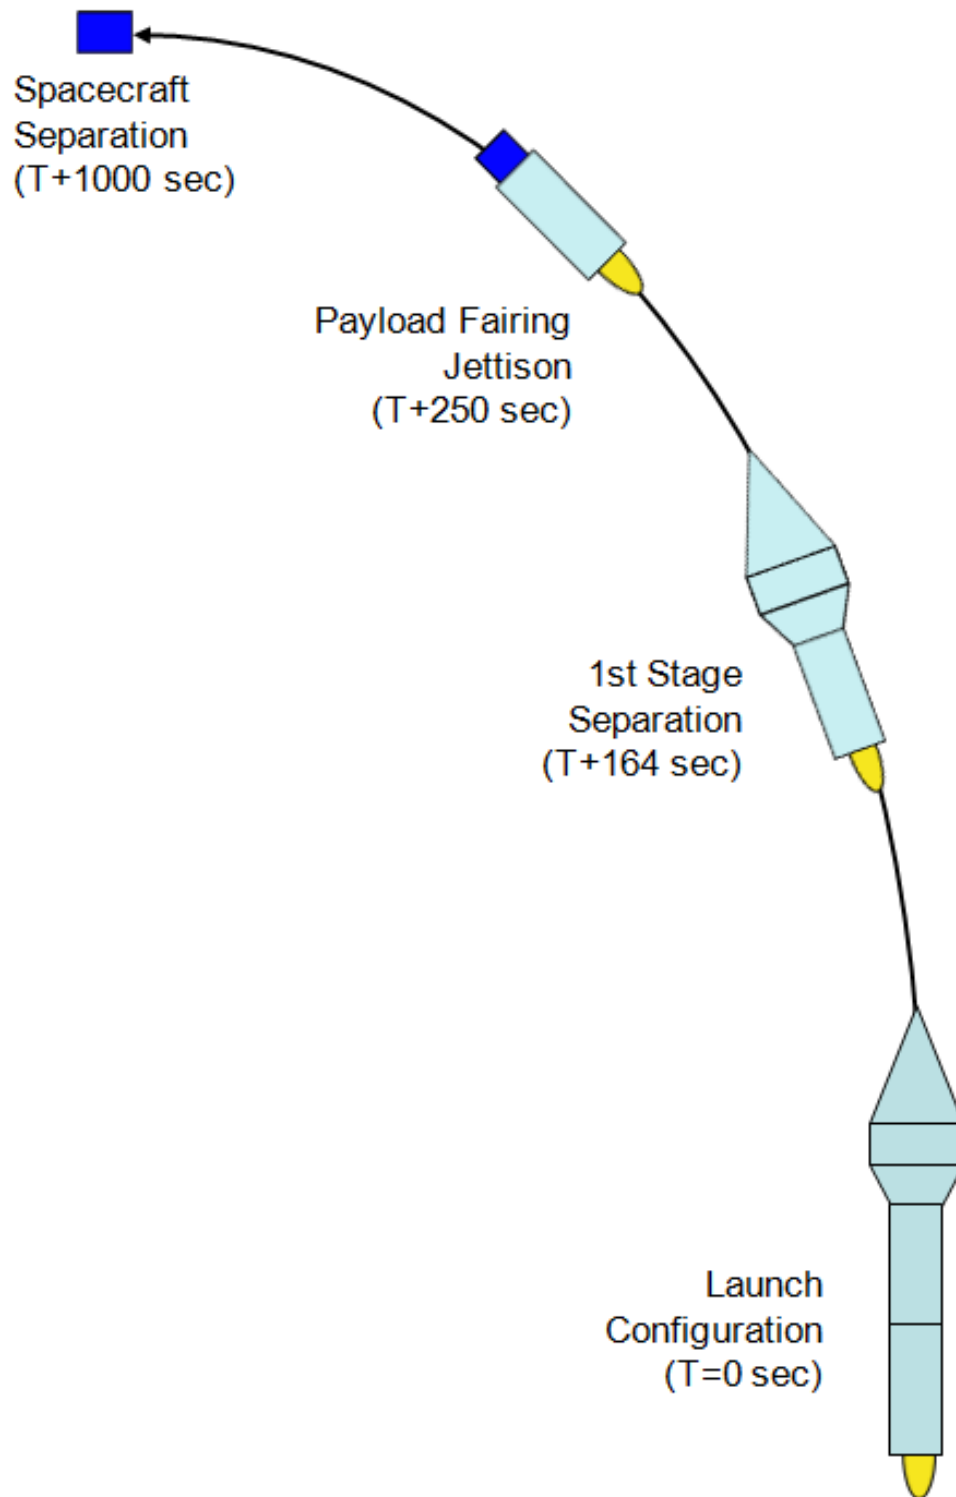 Spacecraft
Separation
(T+1000 sec)
Payload Fairing
Jettison
(T+250 sec)
1st Stage
Separation
(T+164 sec)
Launch
Configuration
(T=0 sec)